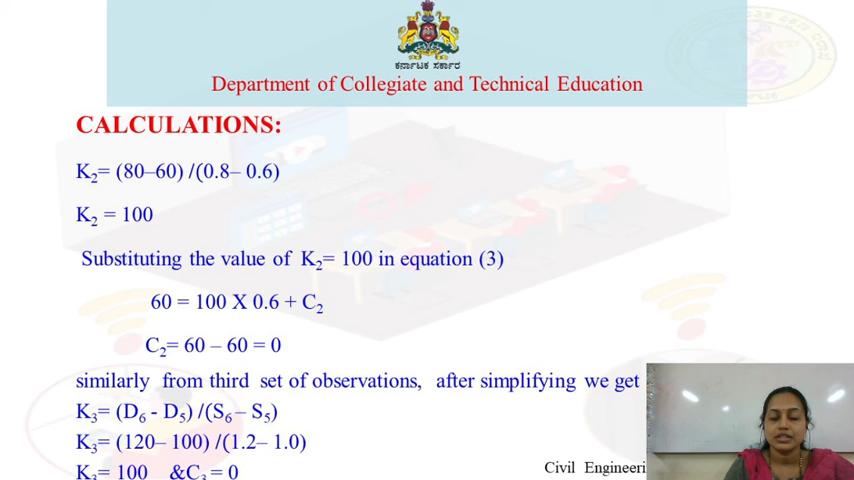 ಕರ್ನಾಟಕ ಸರ್ಕಾರ
Department of Collegiate and Technical Education
CALCULATIONS:
K₂= (80–60) /(0.8– 0.6)
K₂ = 100
Substituting the value of K₂= 100 in equation (3)
60 = 100 X 0.6 + C₂
C₂= 60 – 60 = 0
similarly from third set of observations, after simplifying we get
K₃= (D₆ - D₅) /(S₆ – S₅)
K₃= (120– 100) /(1.2– 1.0)
K₃= 100 &C₃ = 0
Civil Engineeri